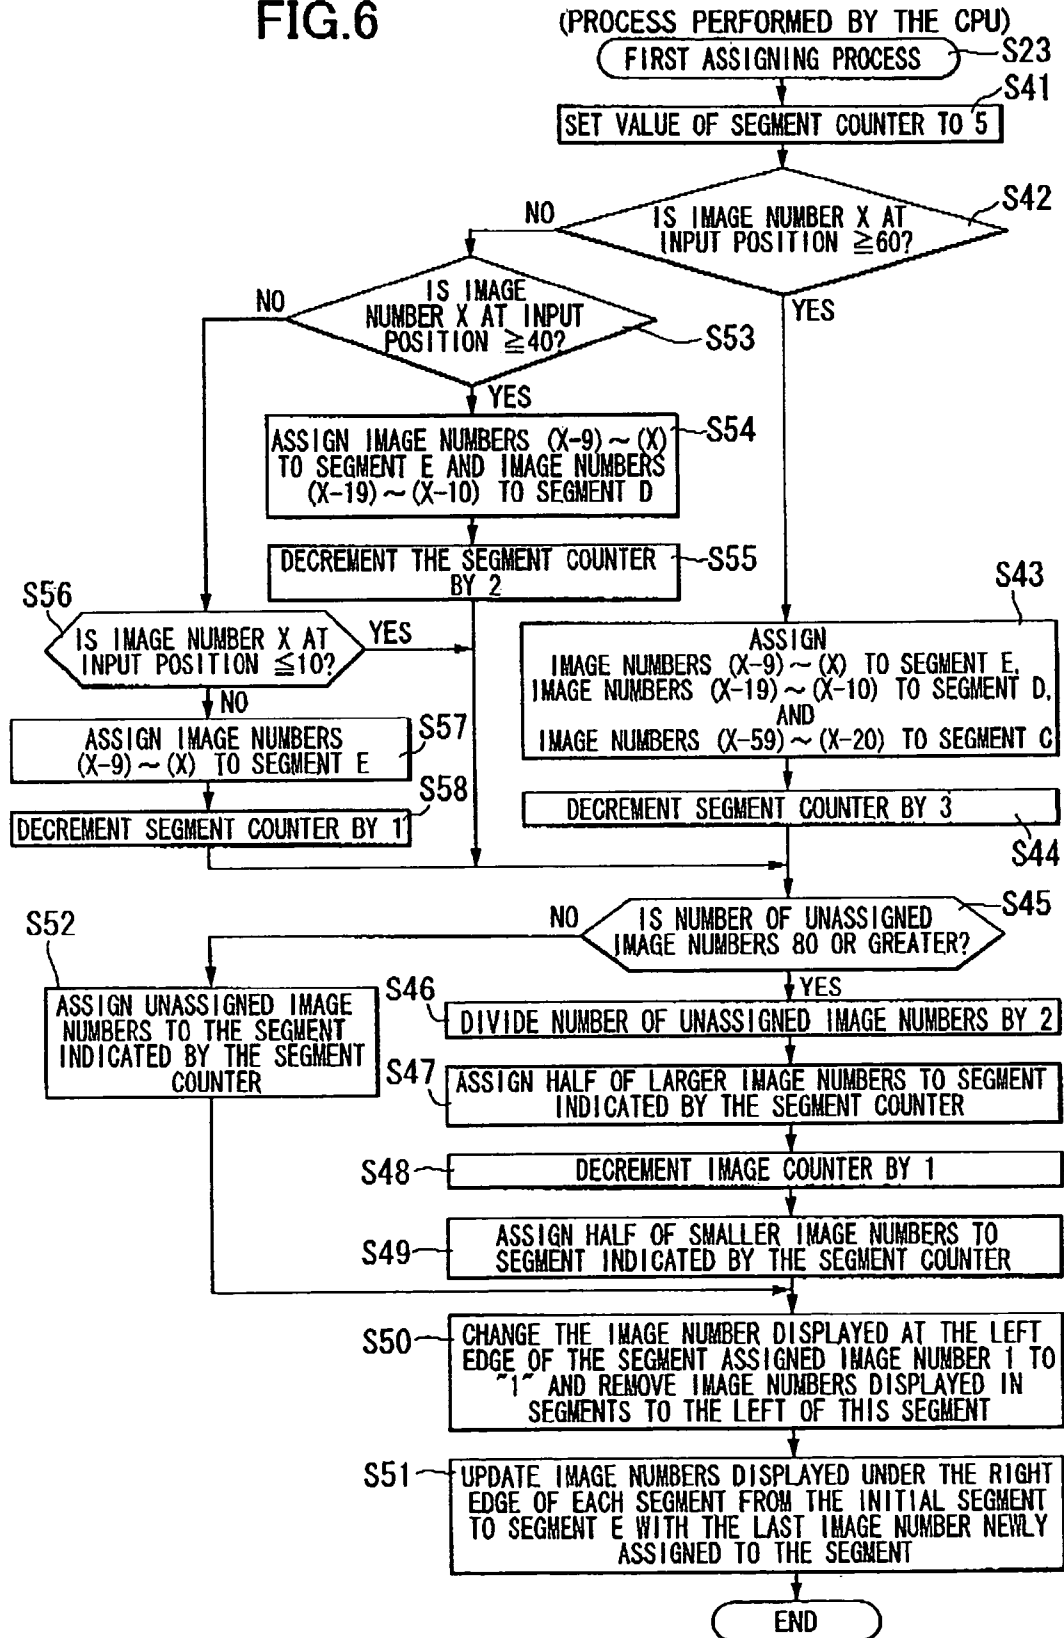 FIG.6
(PROCESS PERFORMED BY THE CPU)
FIRST ASSIGNING PROCESS
S23
S41
SET VALUE OF SEGMENT COUNTER TO 5
S42
IS IMAGE NUMBER X AT
INPUT POSITION ≧60?
NO
YES
IS IMAGE
NUMBER X AT INPUT
POSITION ≧40?
S53
NO
YES
ASSIGN IMAGE NUMBERS (X-9)~(X)
TO SEGMENT E AND IMAGE NUMBERS
(X-19)~(X-10) TO SEGMENT D
S54
DECREMENT THE SEGMENT COUNTER
BY 2
S55
S56
IS IMAGE NUMBER X AT
INPUT POSITION ≦10?
YES
NO
S43
ASSIGN
IMAGE NUMBERS (X-9)~(X) TO SEGMENT E,
IMAGE NUMBERS (X-19)~(X-10) TO SEGMENT D,
AND
IMAGE NUMBERS (X-59)~(X-20) TO SEGMENT C
ASSIGN IMAGE NUMBERS
(X-9)~(X) TO SEGMENT E
S57
S58
DECREMENT SEGMENT COUNTER BY 1
DECREMENT SEGMENT COUNTER BY 3
S44
S45
IS NUMBER OF UNASSIGNED
IMAGE NUMBERS 80 OR GREATER?
NO
YES
S52
ASSIGN UNASSIGNED IMAGE
NUMBERS TO THE SEGMENT
INDICATED BY THE SEGMENT
COUNTER
S46
DIVIDE NUMBER OF UNASSIGNED IMAGE NUMBERS BY 2
S47
ASSIGN HALF OF LARGER IMAGE NUMBERS TO SEGMENT
INDICATED BY THE SEGMENT COUNTER
S48
DECREMENT IMAGE COUNTER BY 1
S49
ASSIGN HALF OF SMALLER IMAGE NUMBERS TO
SEGMENT INDICATED BY THE SEGMENT COUNTER
S50
CHANGE THE IMAGE NUMBER DISPLAYED AT THE LEFT
EDGE OF THE SEGMENT ASSIGNED IMAGE NUMBER 1 TO
"1" AND REMOVE IMAGE NUMBERS DISPLAYED IN
SEGMENTS TO THE LEFT OF THIS SEGMENT
S51
UPDATE IMAGE NUMBERS DISPLAYED UNDER THE RIGHT
EDGE OF EACH SEGMENT FROM THE INITIAL SEGMENT
TO SEGMENT E WITH THE LAST IMAGE NUMBER NEWLY
ASSIGNED TO THE SEGMENT
END